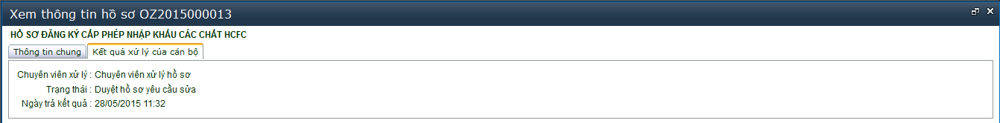 Xem thông tin hồ sơ OZ2015000013
HỒ SƠ ĐĂNG KÝ CẤP PHÉP NHẬP KHẨU CÁC CHẤT HCFC
Thông tin chung Kết quả xử lý của cán bộ
Chuyên viên xử lý : Chuyên viên xử lý hồ sơ
Trạng thái : Duyệt hồ sơ yêu cầu sửa
Ngày trả kết quả : 28/05/2015 11:32